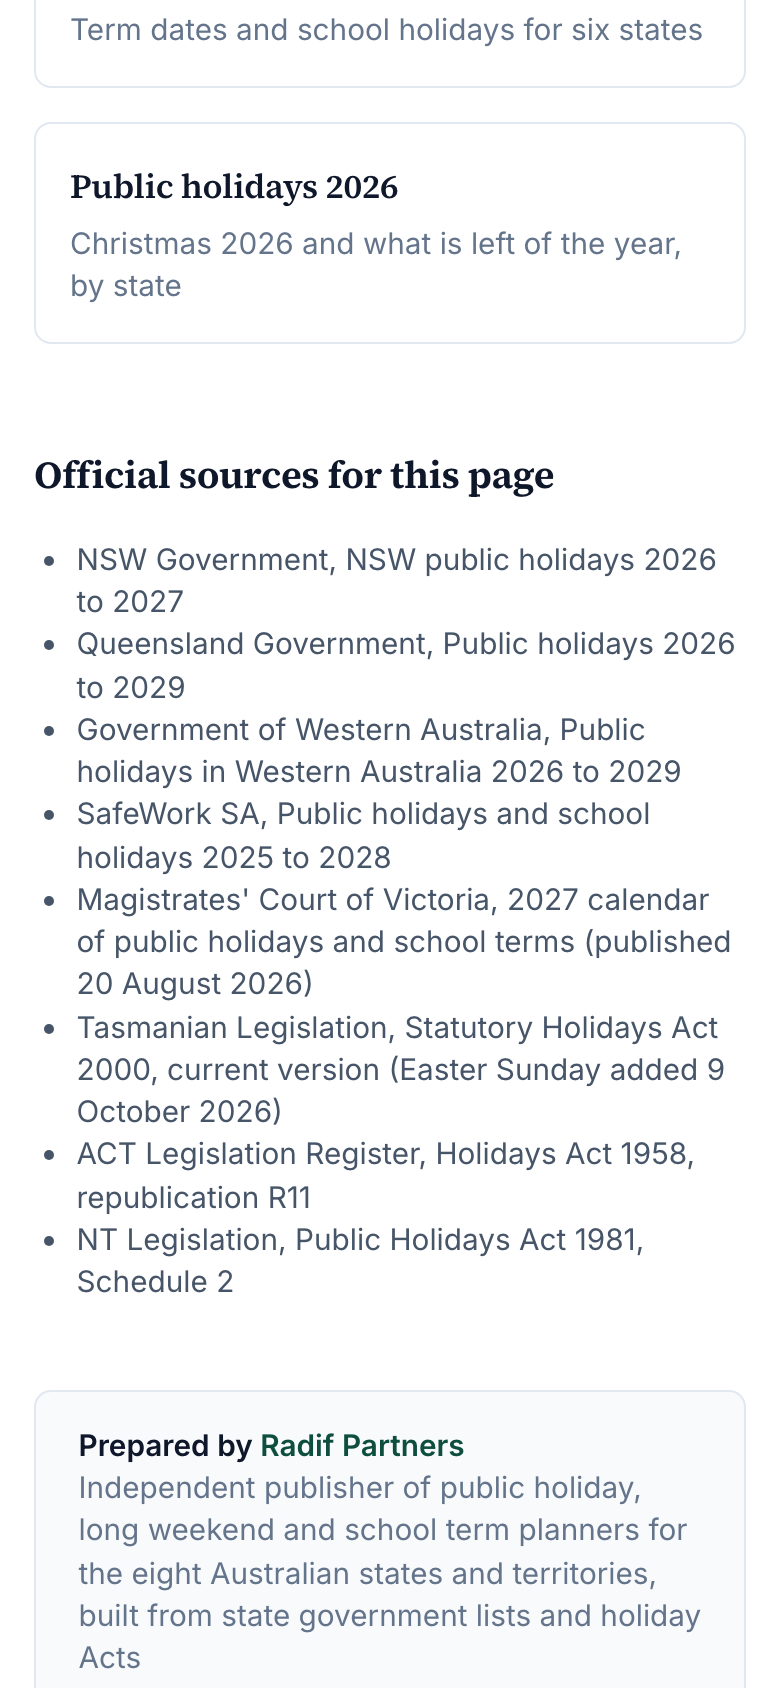 Term dates and school holidays for six states
Public holidays 2026
Christmas 2026 and what is left of the year,
by state
Official sources for this page
• NSW Government, NSW public holidays 2026
to 2027
• Queensland Government, Public holidays 2026
to 2029
• Government of Western Australia, Public
holidays in Western Australia 2026 to 2029
• SafeWork SA, Public holidays and school
holidays 2025 to 2028
• Magistrates' Court of Victoria, 2027 calendar
of public holidays and school terms (published
20 August 2026)
• Tasmanian Legislation, Statutory Holidays Act
2000, current version (Easter Sunday added 9
October 2026)
• ACT Legislation Register, Holidays Act 1958,
republication R11
• NT Legislation, Public Holidays Act 1981,
Schedule 2
Prepared by Radif Partners
Independent publisher of public holiday,
long weekend and school term planners for
the eight Australian states and territories,
built from state government lists and holiday
Acts